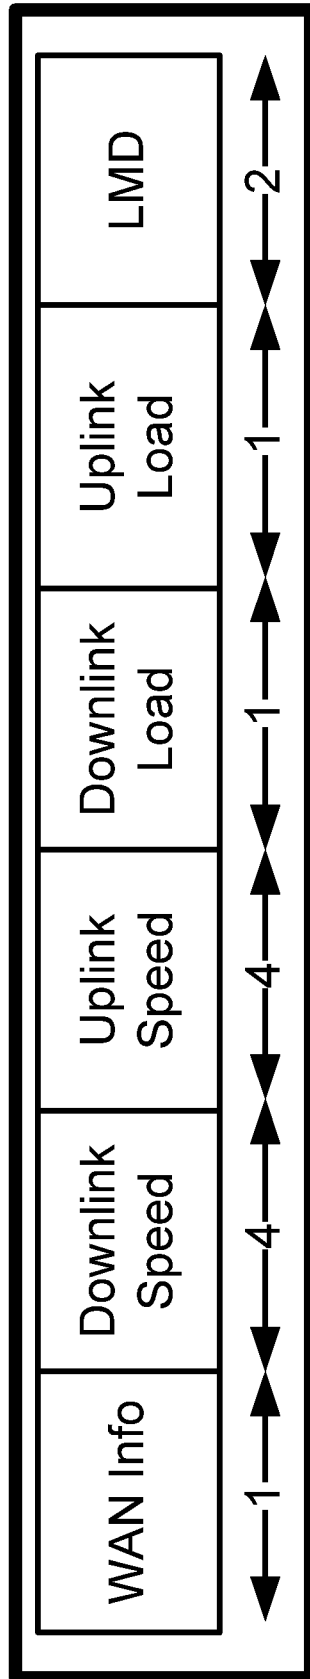 WAN Info
Downlink
Speed
Uplink
Speed
Downlink
Load
Uplink
Load
LMD
1
4
4
1
1
2